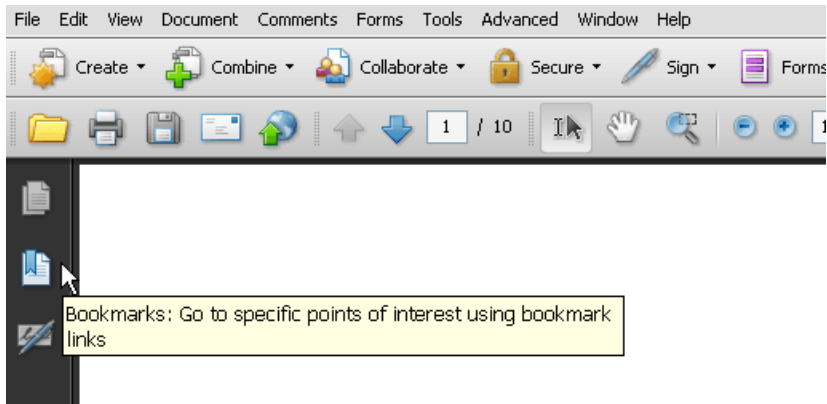 File Edit View Document Comments Forms Tools Advanced Window Help
Create Combine Collaborate Secure Sign Forms
1 / 10 1
Bookmarks: Go to specific points of interest using bookmark
links